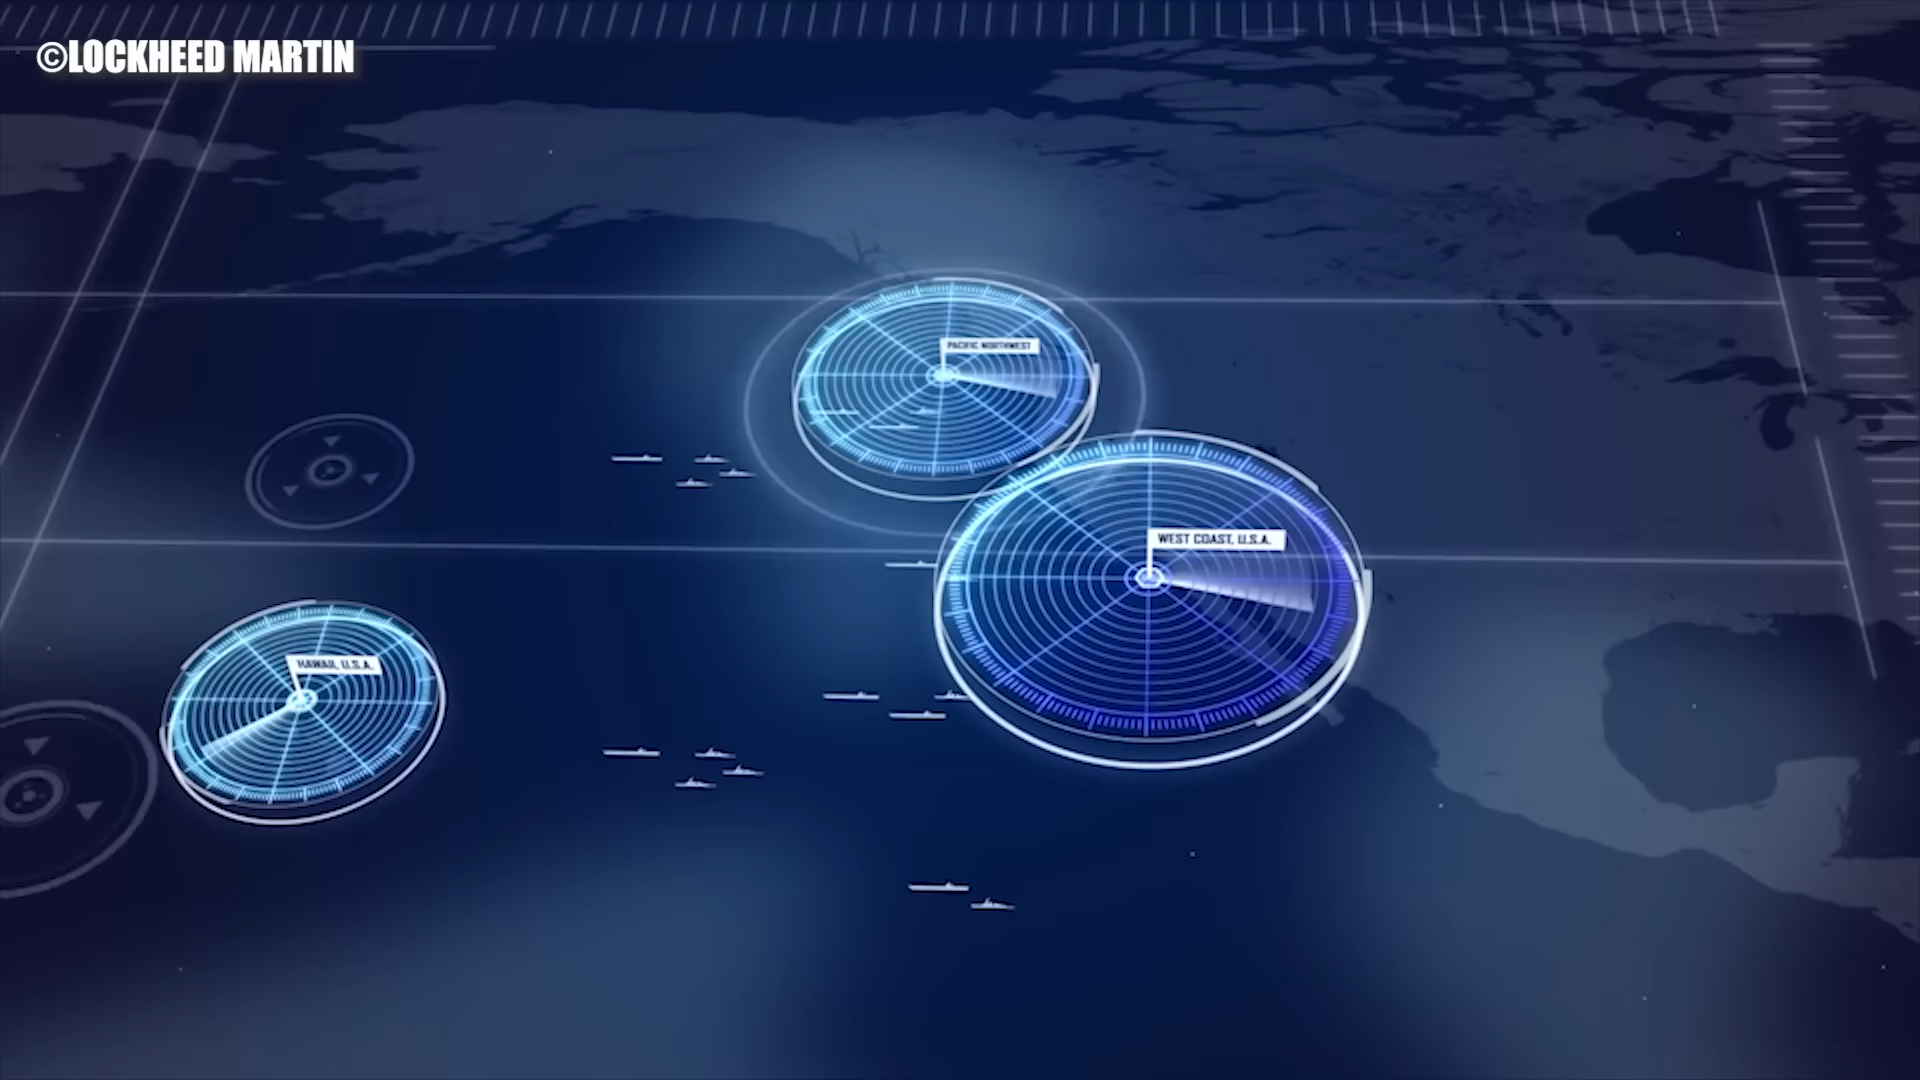 ©LOCKHEED MARTIN
PACIFIC NORTHWEST
WEST COAST, U.S.A.
HAWAII, U.S.A.